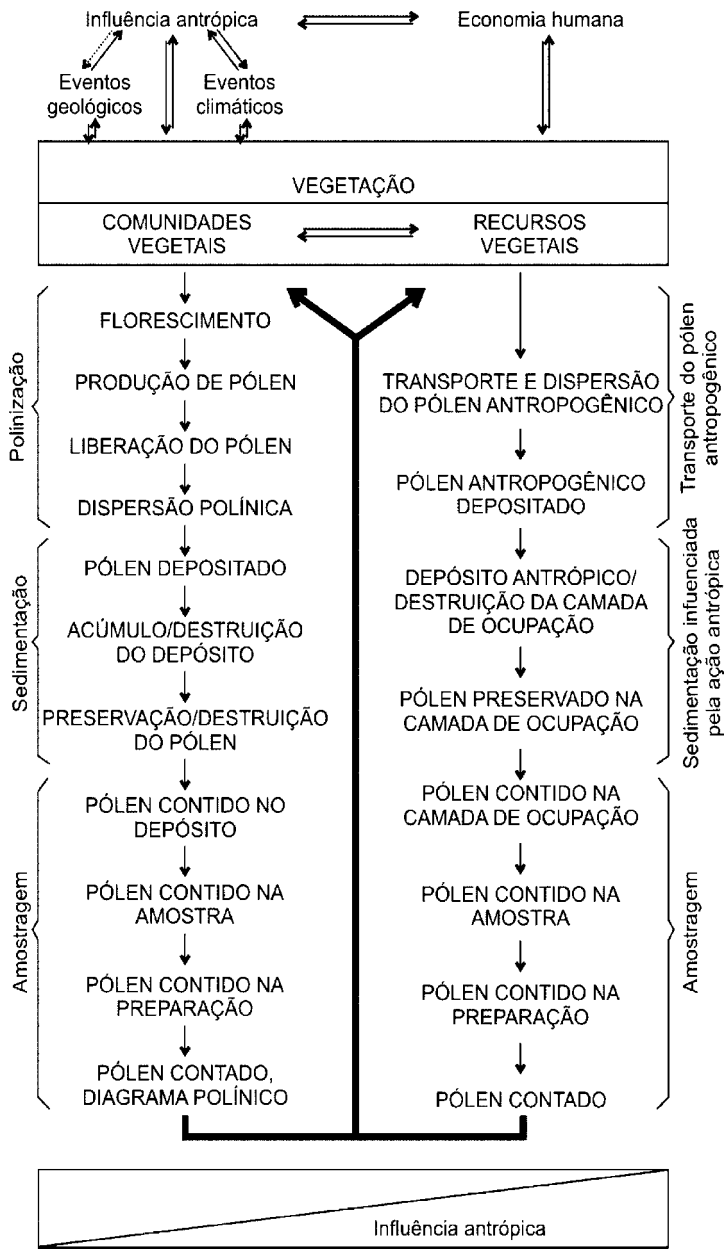 Influência antrópica
Economia humana
Eventos
geológicos
Eventos
climáticos
VEGETAÇÃO
COMUNIDADES
VEGETAIS
RECURSOS
VEGETAIS
Polinização
FLORESCIMENTO
PRODUÇÃO DE PÓLEN
LIBERAÇÃO DO PÓLEN
DISPERSÃO POLÍNICA
Sedimentação
PÓLEN DEPOSITADO
ACÚMULO/DESTRUIÇÃO
DO DEPÓSITO
PRESERVAÇÃO/DESTRUIÇÃO
DO PÓLEN
Amostragem
PÓLEN CONTIDO NO
DEPÓSITO
PÓLEN CONTIDO NA
AMOSTRA
PÓLEN CONTIDO NA
PREPARAÇÃO
PÓLEN CONTADO,
DIAGRAMA POLÍNICO
TRANSPORTE E DISPERSÃO
DO PÓLEN ANTROPOGÊNICO
PÓLEN ANTROPOGÊNICO
DEPOSITADO
Transporte do pólen
antropogênico
DEPÓSITO ANTRÓPICO/
DESTRUIÇÃO DA CAMADA
DE OCUPAÇÃO
PÓLEN PRESERVADO NA
CAMADA DE OCUPAÇÃO
Sedimentação infuenciada
pela ação antrópica
PÓLEN CONTIDO NA
CAMADA DE OCUPAÇÃO
PÓLEN CONTIDO NA
AMOSTRA
PÓLEN CONTIDO NA
PREPARAÇÃO
PÓLEN CONTADO
Amostragem
Influência antrópica